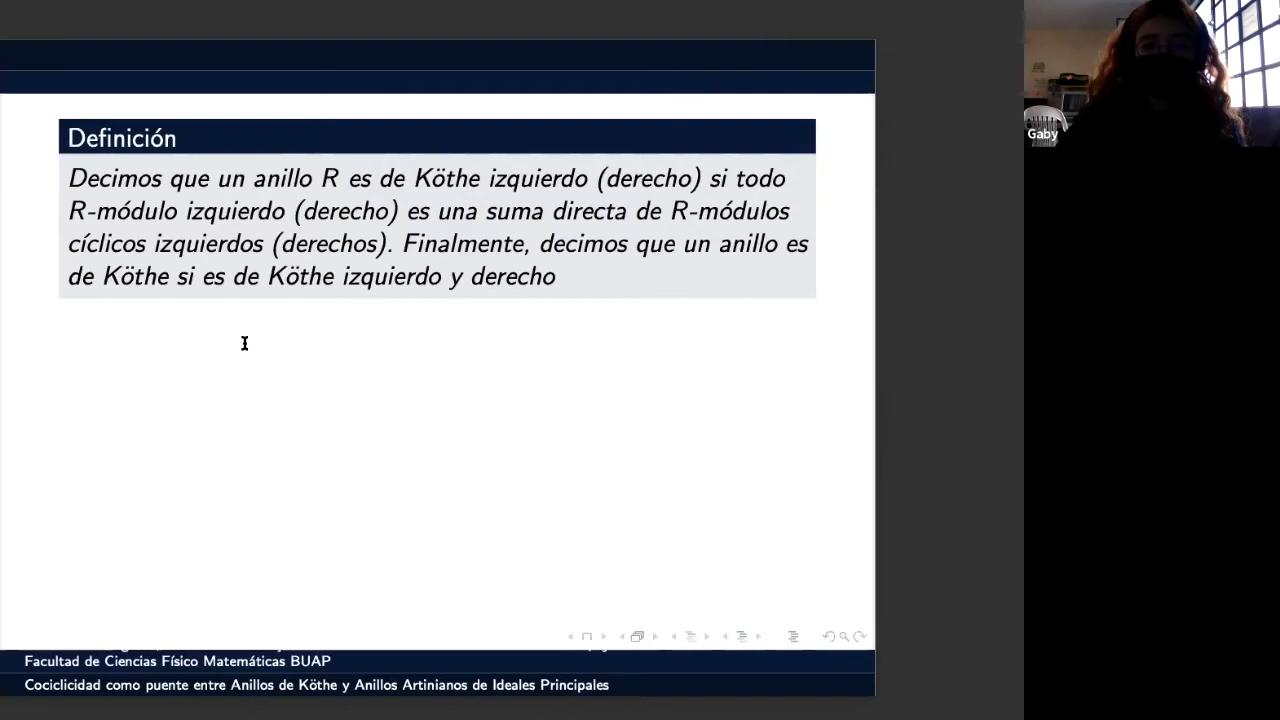 Definición
Decimos que un anillo R es de Köthe izquierdo (derecho) si todo
R-módulo izquierdo (derecho) es una suma directa de R-módulos
cíclicos izquierdos (derechos). Finalmente, decimos que un anillo es
de Köthe si es de Köthe izquierdo y derecho
Facultad de Ciencias Físico Matemáticas BUAP
Cociclicidad como puente entre Anillos de Köthe y Anillos Artinianos de Ideales Principales
Gaby